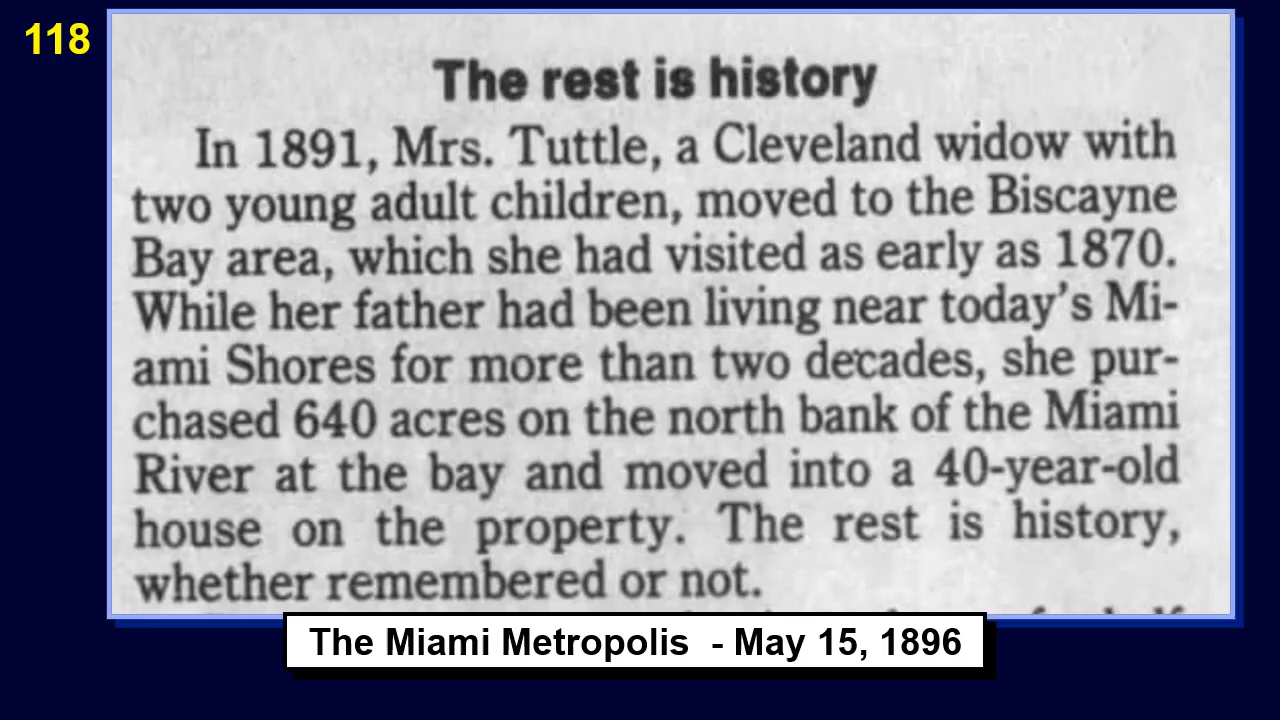 118
The rest is history
In 1891, Mrs. Tuttle, a Cleveland widow with
two young adult children, moved to the Biscayne
Bay area, which she had visited as early as 1870.
While her father had been living near today's Mi-
ami Shores for more than two decades, she pur-
chased 640 acres on the north bank of the Miami
River at the bay and moved into a 40-year-old
house on the property. The rest is history,
whether remembered or not.
The Miami Metropolis - May 15, 1896